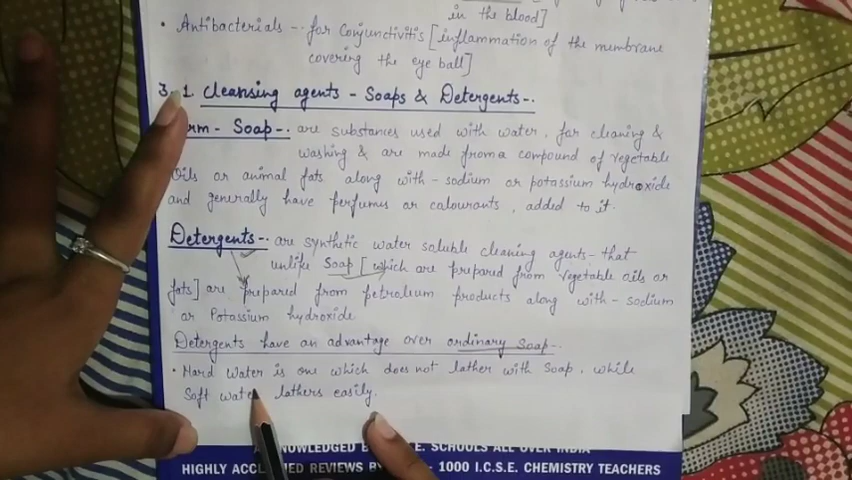 in the blood]
• Antibacterials -. for Conjunctivitis [inflammation of the membrane
covering the eye ball]
3.1 Cleansing agents - Soaps & Detergents-.
Term - Soap-. are substances used with water, for cleaning &
washing & are made from a compound of vegetable
Oils or animal fats along with - sodium or potassium hydroxide
and generally have perfumes or colourants, added to it.
Detergents-. are synthetic water soluble cleaning agents - that
unlike Soap [which are prepared from vegetable oils or
fats] are prepared from petroleum products along with - sodium
or Potassium hydroxide
Detergents have an advantage over ordinary Soap-.
• Hard Water is one which does not lather with Soap, while
Soft water lathers easily.
E. SCHOOLS ALL OVER INDIA
HIGHLY REVIEWS 1000 I.C.S.E. CHEMISTRY TEACHERS